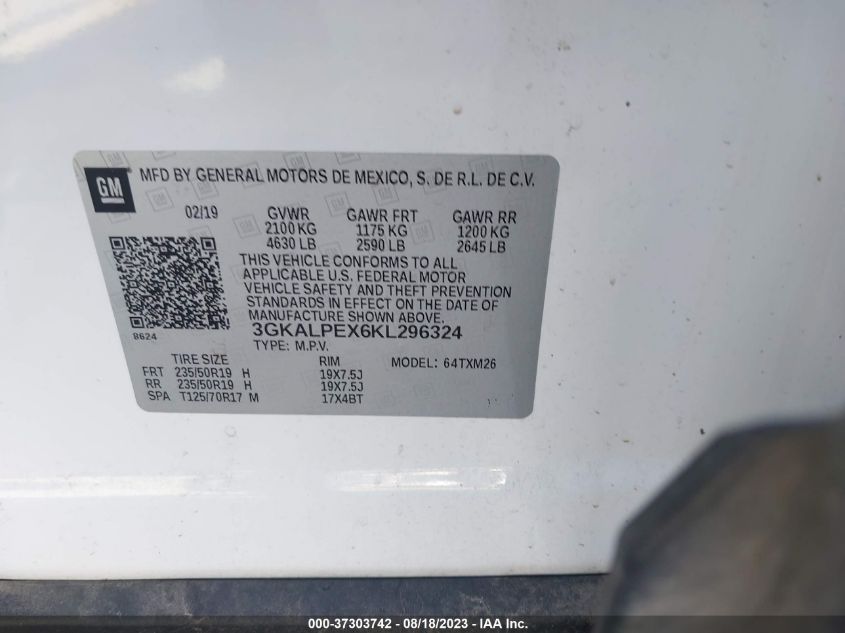 GM
MFD BY GENERAL MOTORS DE MEXICO, S. DE R.L. DE C.V.
02/19 GVWR GAWR FRT GAWR RR
2100 KG 1175 KG 1200 KG
4630 LB 2590 LB 2645 LB
THIS VEHICLE CONFORMS TO ALL
APPLICABLE U.S. FEDERAL MOTOR
VEHICLE SAFETY AND THEFT PREVENTION
STANDARDS IN EFFECT ON THE DATE OF
MANUFACTURE SHOWN ABOVE.
8624 3GKALPEX6KL296324
TYPE: M.P.V.
TIRE SIZE RIM MODEL: 64TXM26
FRT 235/50R19 H 19X7.5J
RR 235/50R19 H 19X7.5J
SPA T125/70R17 M 17X4BT
000-37303742 - 08/18/2023 - IAAI.com